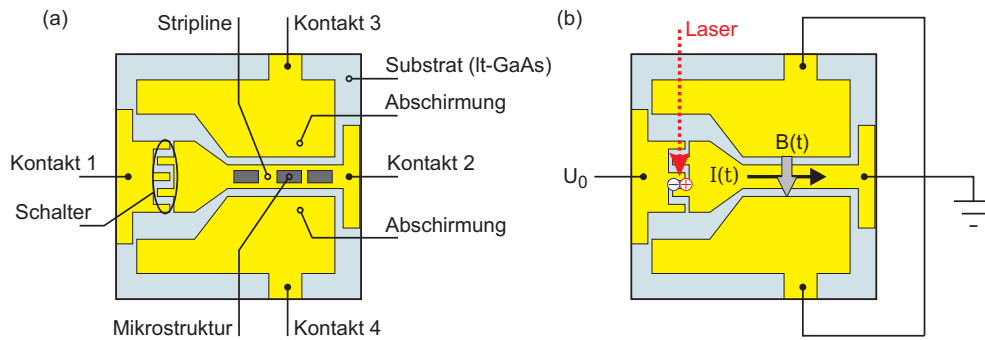 (a)
Stripline
Kontakt 3
Substrat (lt-GaAs)
Abschirmung
Kontakt 1
Kontakt 2
Schalter
Abschirmung
Mikrostruktur
Kontakt 4
(b)
Laser
B(t)
I(t)
U0
− +